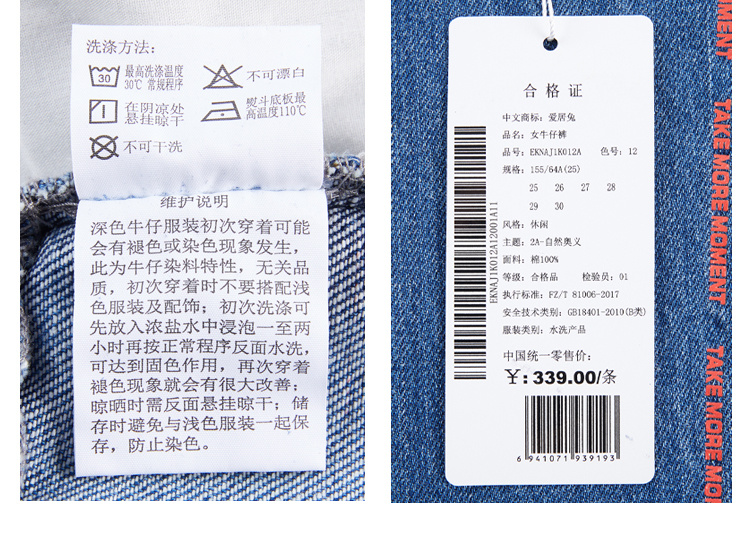 洗涤方法:
30
最高洗涤温度
30℃ 常规程序
不可漂白
在阴凉处
悬挂晾干
熨斗底板最
高温度110℃
不可干洗
维护说明
深色牛仔服装初次穿着可能
会有褪色或染色现象发生，
此为牛仔染料特性，无关品
质，初次穿着时不要搭配浅
色服装及配饰；初次洗涤可
先放入浓盐水中浸泡一至两
小时再按正常程序反面水洗，
可达到固色作用，再次穿着
褪色现象就会有很大改善；
晾晒时需反面悬挂晾干；储
存时避免与浅色服装一起保
存，防止染色。
合格证
中文商标: 爱居兔
品名: 女牛仔裤
品号: EKNAJ1K012A 色号: 12
规格: 155/64A(25)
25 26 27 28
29 30
风格: 休闲
主题: 2A-自然奥义
面料: 棉100%
等级: 合格品 检验员: 01
执行标准: FZ/T 81006-2017
安全技术类别: GB18401-2010(B类)
服装类别: 水洗产品
中国统一零售价:
¥: 339.00/条
6 941071 939193
EKNAJ1K012A12001A11
MOMENT
TAKE MORE MOMENT
TAKE MORE MOM